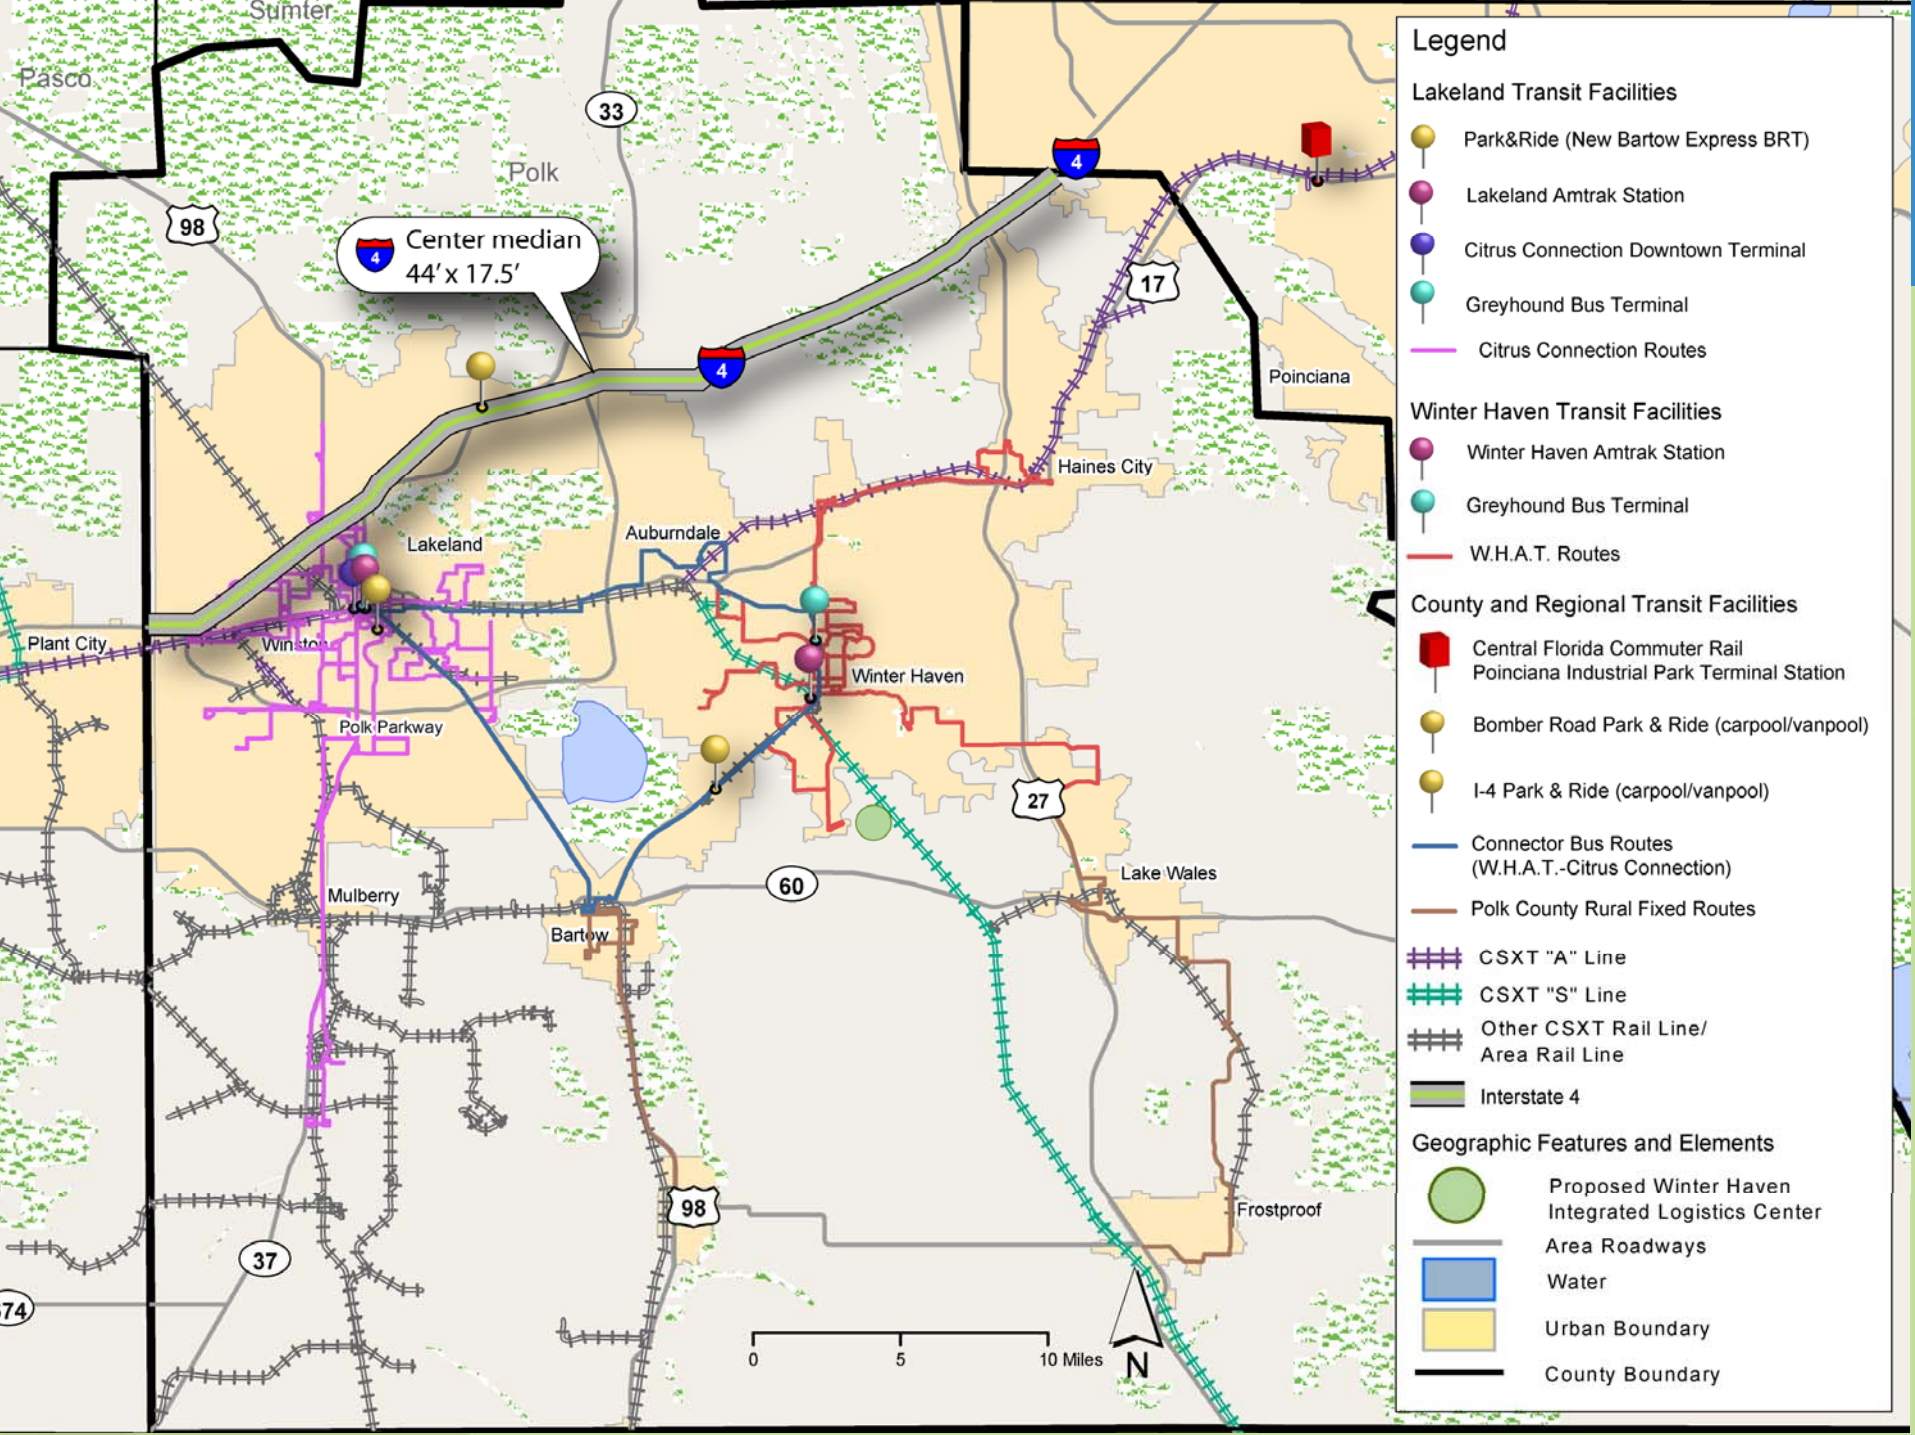 Sumter
Pasco
33
Polk
98
4
Center median
44' x 17.5'
4
4
17
Poinciana
Haines City
Auburndale
Lakeland
Plant City
Winston
Winter Haven
Polk Parkway
27
60
Lake Wales
Mulberry
Bartow
98
Frostproof
37
0 5 10 Miles
N
Legend
Lakeland Transit Facilities
Park&Ride (New Bartow Express BRT)
Lakeland Amtrak Station
Citrus Connection Downtown Terminal
Greyhound Bus Terminal
Citrus Connection Routes
Winter Haven Transit Facilities
Winter Haven Amtrak Station
Greyhound Bus Terminal
W.H.A.T. Routes
County and Regional Transit Facilities
Central Florida Commuter Rail
Poinciana Industrial Park Terminal Station
Bomber Road Park & Ride (carpool/vanpool)
I-4 Park & Ride (carpool/vanpool)
Connector Bus Routes
(W.H.A.T.-Citrus Connection)
Polk County Rural Fixed Routes
CSXT "A" Line
CSXT "S" Line
Other CSXT Rail Line/
Area Rail Line
Interstate 4
Geographic Features and Elements
Proposed Winter Haven
Integrated Logistics Center
Area Roadways
Water
Urban Boundary
County Boundary